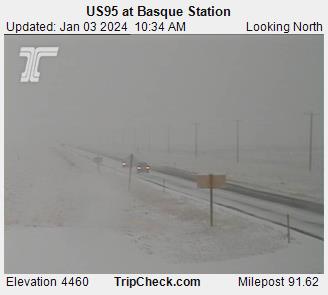 US95 at Basque Station
Updated: Jan 03 2024 10:34 AM Looking North
Elevation 4460 TripCheck.com Milepost 91.62